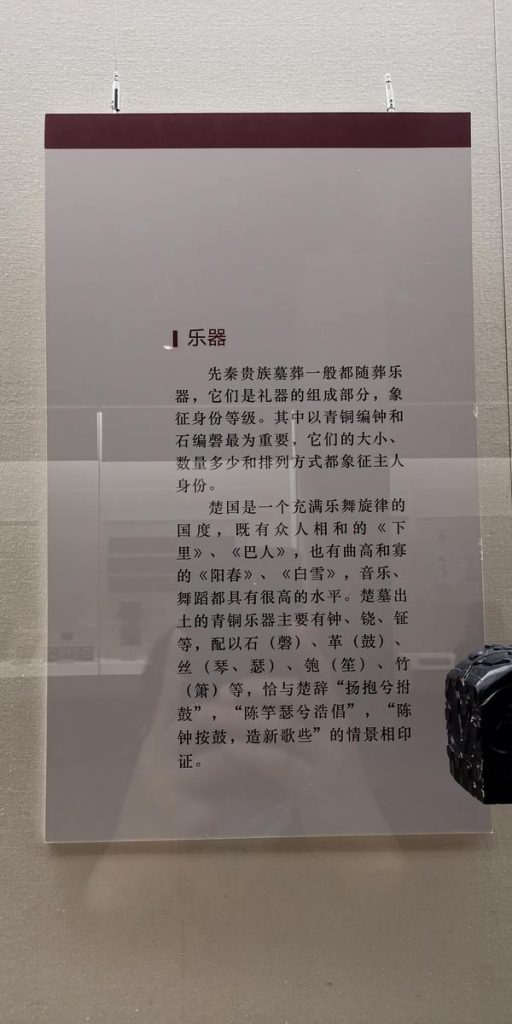 乐器
先秦贵族墓葬一般都随葬乐
器，它们是礼器的组成部分，象
征身份等级。其中以青铜编钟和
石编磬最为重要，它们的大小、
数量多少和排列方式都象征主人
身份。
楚国是一个充满乐舞旋律的
国度，既有众人相和的《下
里》、《巴人》，也有曲高和寡
的《阳春》、《白雪》，音乐、
舞蹈都具有很高的水平。楚墓出
土的青铜乐器主要有钟、铙、钲
等，配以石（磬）、革（鼓）、
丝（琴、瑟）、匏（笙）、竹
（箫）等，恰与楚辞“扬抱兮拊
鼓”，“陈竽瑟兮浩倡”，“陈
钟按鼓，造新歌些”的情景相印
证。